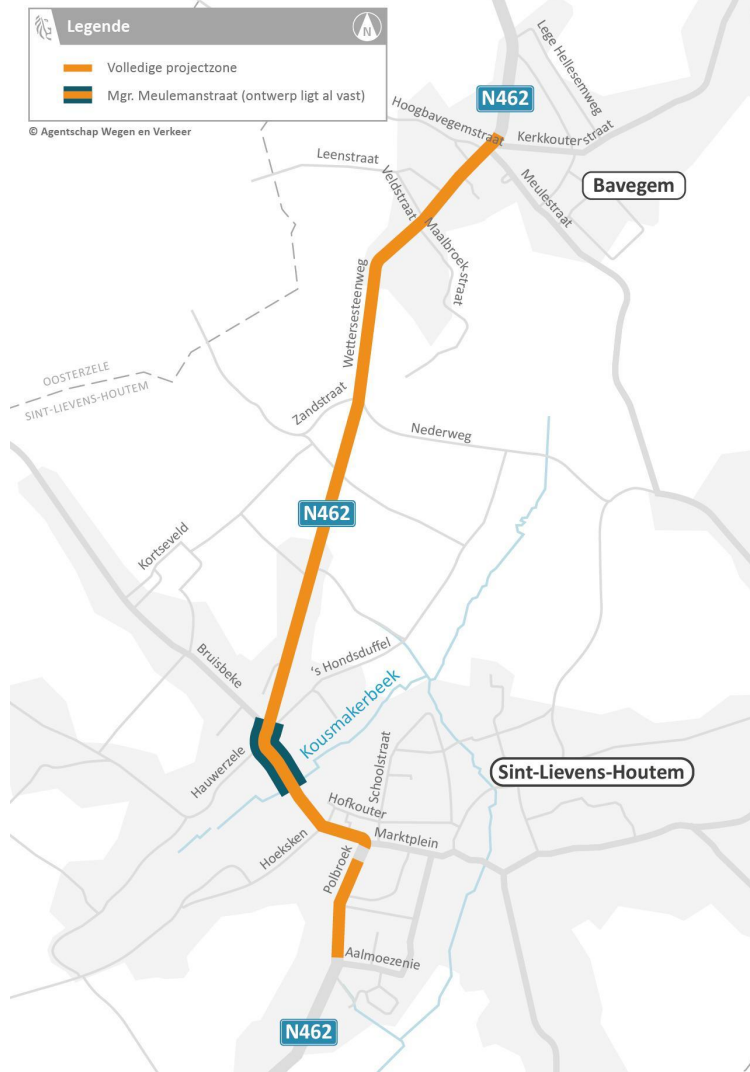 Legende
N
Volledige projectzone
Mgr. Meulemanstraat (ontwerp ligt al vast)
© Agentschap Wegen en Verkeer
Lege Hellesemweg
N462
Hoogbavegemstraat
Kerkkouterstraat
Leenstraat
Bavegem
Veldstraat
Meulestraat
Maalbroek-
straat
Wettersesteenweg
OOSTERZELE
SINT-LIEVENS-HOUTEM
Zandstraat
Nederweg
N462
Kortseveld
Bruisbeke
's Hondsduffel
Kousmakerbeek
Hauwerzele
Schoolstraat
Sint-Lievens-Houtem
Hofkouter
Marktplein
Hoeksken
Polbroek
Aalmoezenie
N462